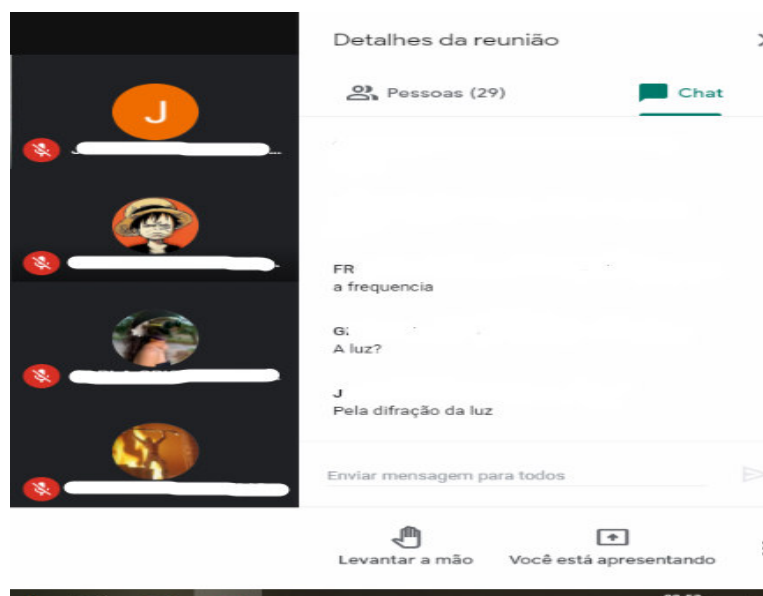 Detalhes da reunião
Pessoas (29)
Chat
J
FR
a frequencia
G
A luz?
J
Pela difração da luz
Enviar mensagem para todos
Levantar a mão
Você está apresentando